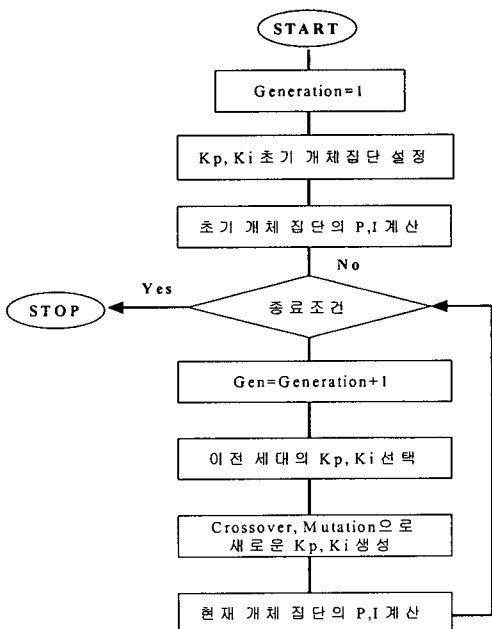 START
Generation=1
Kp, Ki 초기 개체집단 설정
초기 개체 집단의 P,I 계산
No
Yes
STOP
종료조건
Gen=Generation+1
이전 세대의 Kp, Ki 선택
Crossover, Mutation으로
새로운 Kp, Ki 생성
현재 개체 집단의 P,I 계산